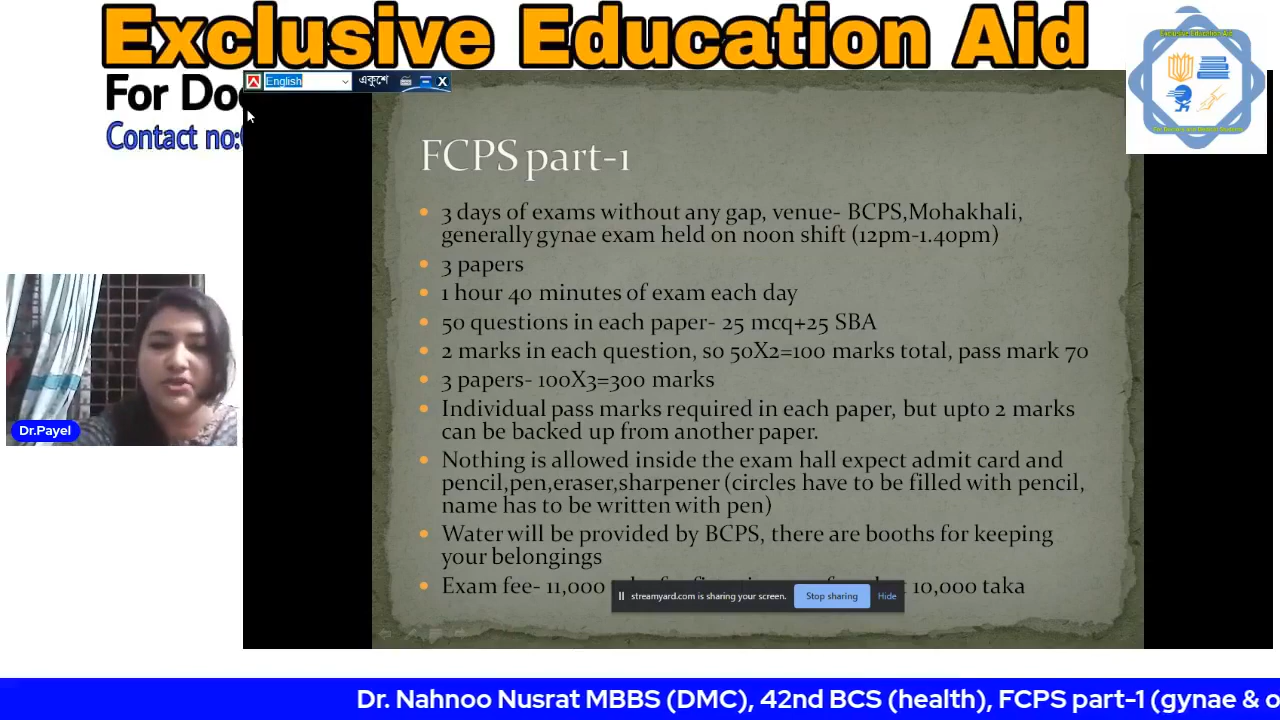 Exclusive Education Aid
For Do
Contact no:
English
একুশে
Exclusive Education Aid
For Doctors And Medical Students
FCPS part-1
3 days of exams without any gap, venue- BCPS,Mohakhali,
generally gynae exam held on noon shift (12pm-1.40pm)
3 papers
1 hour 40 minutes of exam each day
50 questions in each paper- 25 mcq+25 SBA
2 marks in each question, so 50X2=100 marks total, pass mark 70
3 papers- 100X3=300 marks
Individual pass marks required in each paper, but upto 2 marks
can be backed up from another paper.
Nothing is allowed inside the exam hall expect admit card and
pencil,pen,eraser,sharpener (circles have to be filled with pencil,
name has to be written with pen)
Water will be provided by BCPS, there are booths for keeping
your belongings
Exam fee- 11,000 10,000 taka
streamyard.com is sharing your screen. Stop sharing Hide
Dr.Payel
Dr. Nahnoo Nusrat MBBS (DMC), 42nd BCS (health), FCPS part-1 (gynae & o